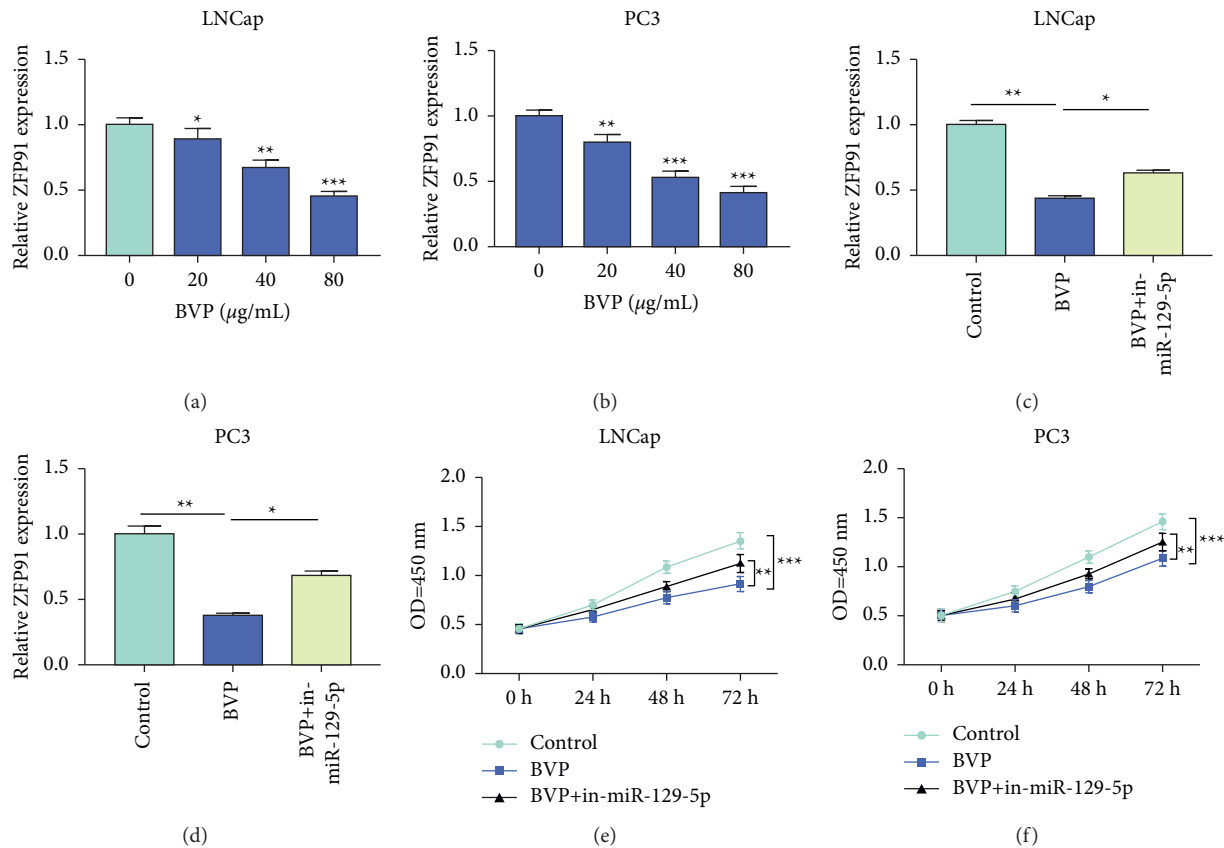 LNCap
Relative ZFP91 expression
1.5
1.0
0.5
0.0
*
**
***
0 20 40 80
BVP (μg/mL)
(a)
PC3
Relative ZFP91 expression
1.5
1.0
0.5
0.0
**
***
***
0 20 40 80
BVP (μg/mL)
(b)
LNCap
Relative ZFP91 expression
1.5
1.0
0.5
0.0
** *
Control
BVP
BVP+in-
miR-129-5p
(c)
PC3
Relative ZFP91 expression
1.5
1.0
0.5
0.0
** *
Control
BVP
BVP+in-
miR-129-5p
(d)
LNCap
OD=450 nm
2.0
1.5
1.0
0.5
0.0
** ***
0 h 24 h 48 h 72 h
Control
BVP
BVP+in-miR-129-5p
(e)
PC3
OD=450 nm
2.0
1.5
1.0
0.5
0.0
** ***
0 h 24 h 48 h 72 h
Control
BVP
BVP+in-miR-129-5p
(f)